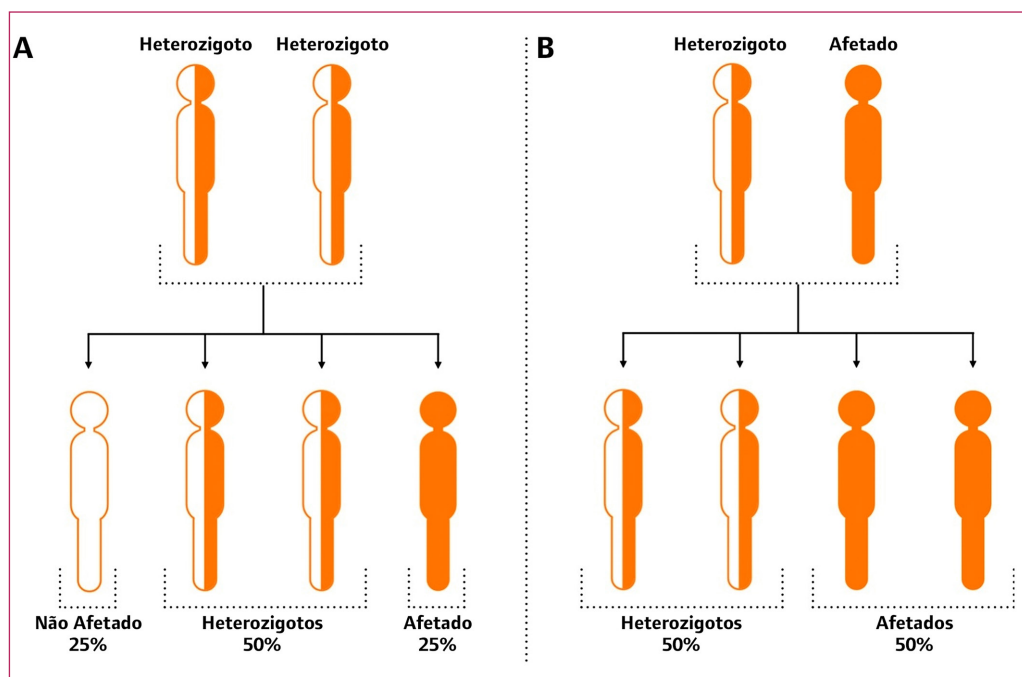 A
Heterozigoto Heterozigoto
Não Afetado
25%
Heterozigotos
50%
Afetado
25%
B
Heterozigoto Afetado
Heterozigotos
50%
Afetados
50%